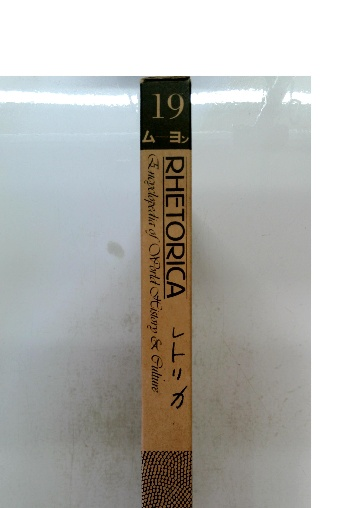 19
ム ヨン
RHETORICA レトリカ
Encyclopedia of World History & Culture